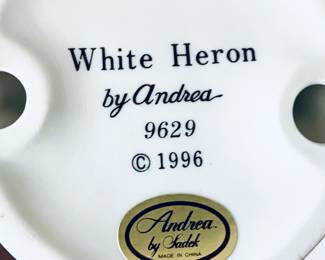 White Heron
by Andrea
9629
© 1996
Andrea
by Sadek
MADE IN CHINA